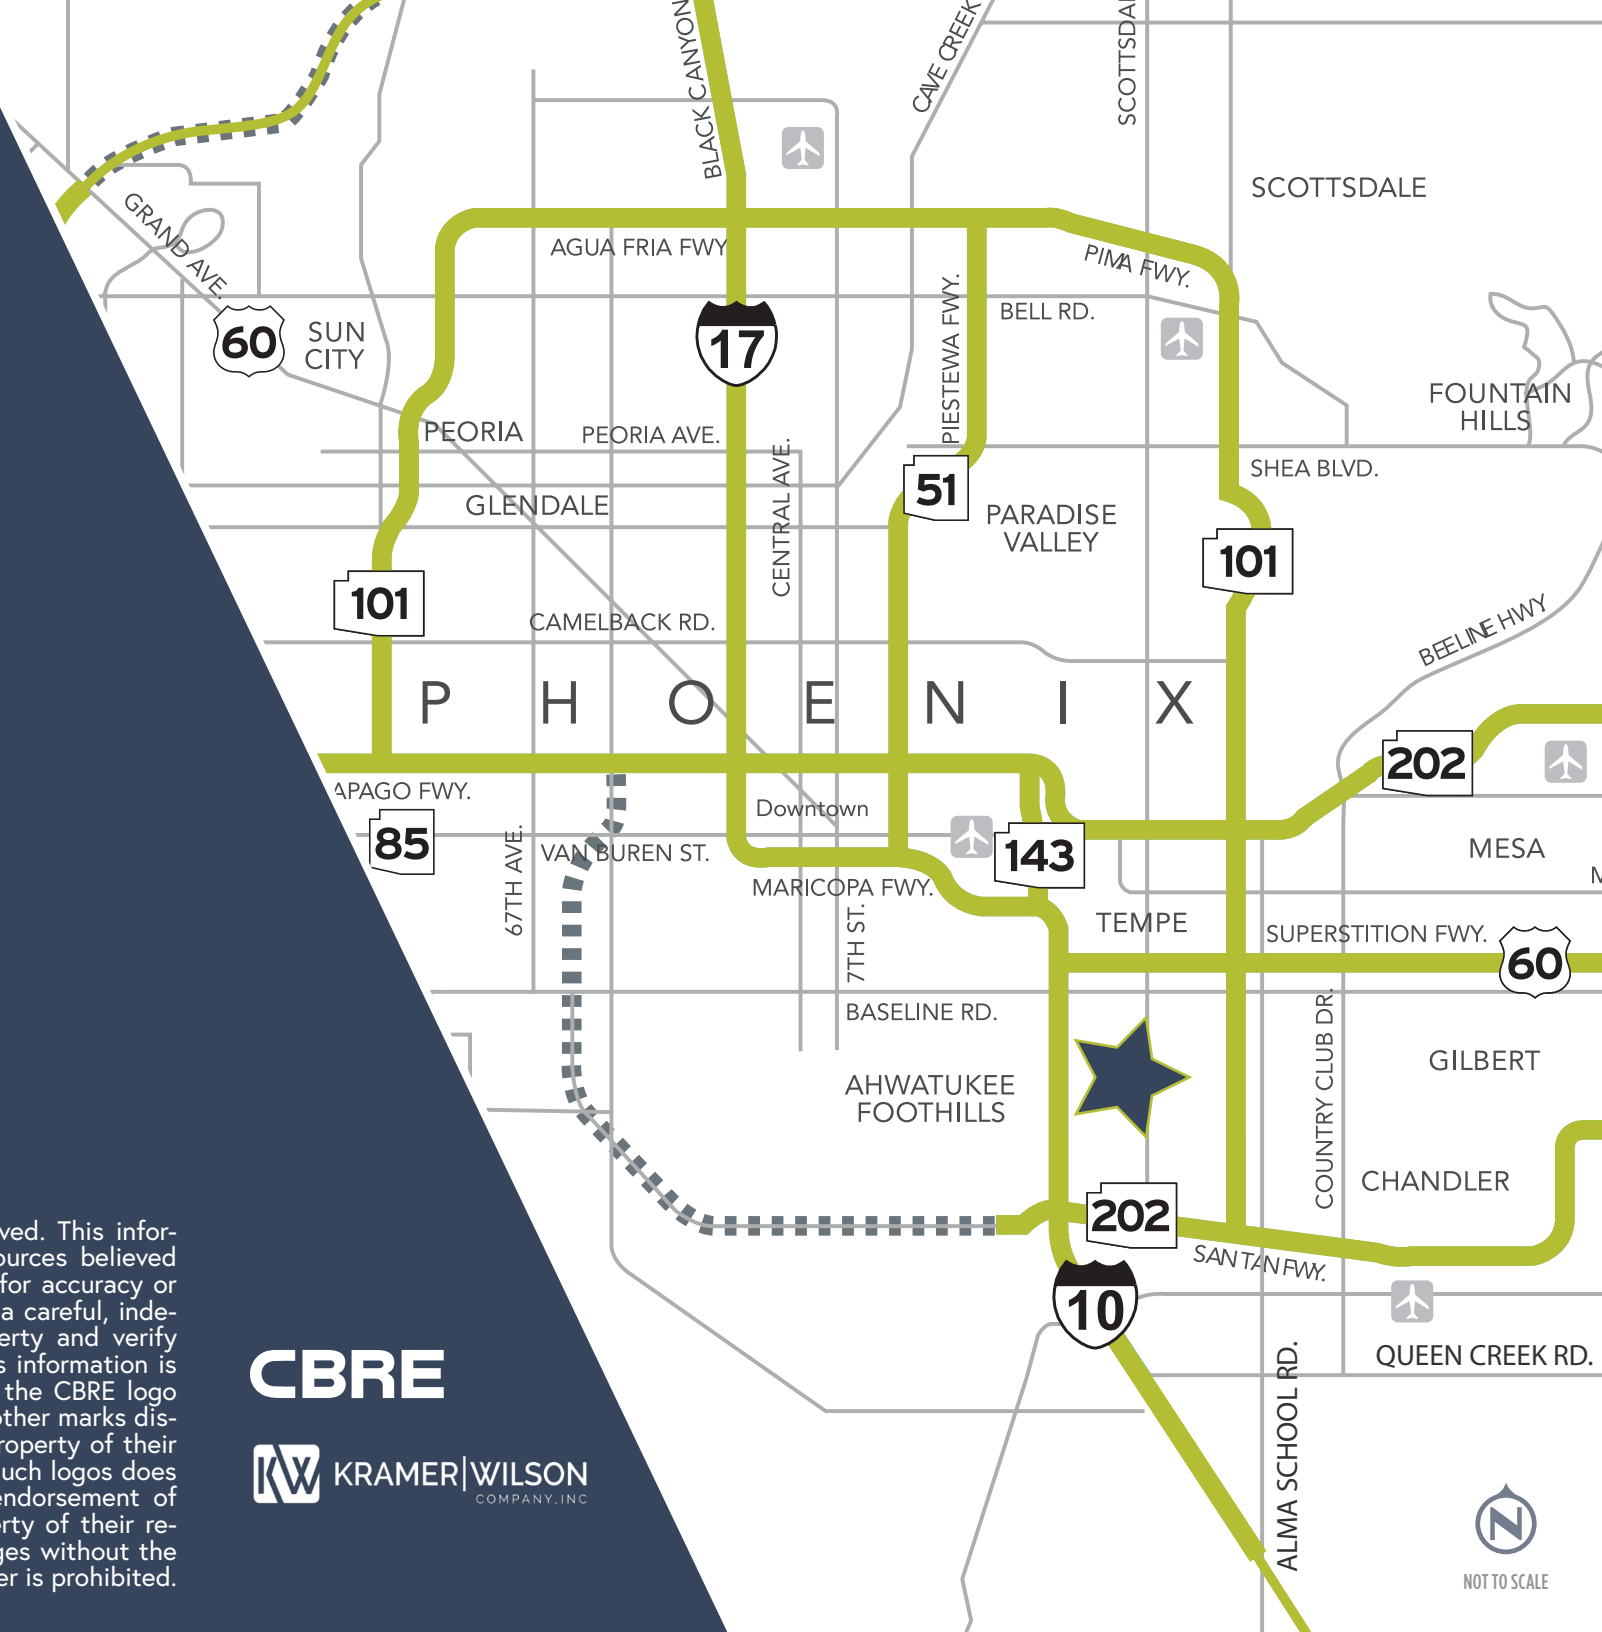 BLACK CANYON
CAVE CREEK
SCOTTSDA
SCOTTSDALE
GRAND AVE.
AGUA FRIA FWY
PIMA FWY.
60
SUN
CITY
17
PIESTEWA FWY.
BELL RD.
FOUNTAIN
HILLS
PEORIA
PEORIA AVE.
CENTRAL AVE.
SHEA BLVD.
GLENDALE
51
PARADISE
VALLEY
101
101
CAMELBACK RD.
BEELINE HWY
PHOENIX
202
APAGO FWY.
Downtown
85
67TH AVE.
VAN BUREN ST.
143
MESA
M
MARICOPA FWY.
7TH ST.
TEMPE
SUPERSTITION FWY.
60
BASELINE RD.
COUNTRY CLUB DR.
GILBERT
AHWATUKEE
FOOTHILLS
CHANDLER
202
SAN TAN FWY.
10
QUEEN CREEK RD.
ALMA SCHOOL RD.
NOT TO SCALE
N
ved. This infor-
ources believed
for accuracy or
a careful, inde-
erty and verify
s information is
the CBRE logo
other marks dis-
roperty of their
uch logos does
endorsement of
rty of their re-
ges without the
er is prohibited.
CBRE
KW KRAMER|WILSON
COMPANY.INC